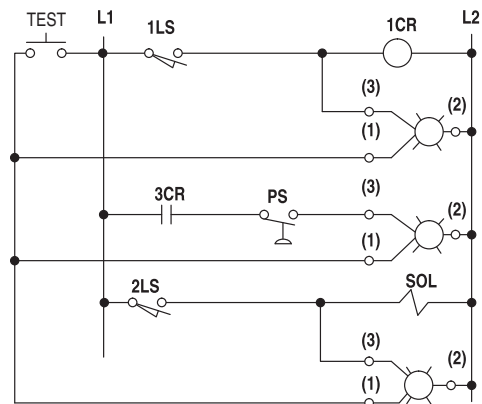 TEST L1 L2
1LS 1CR
(3)
(2)
(1)
3CR PS (3)
(2)
(1)
2LS SOL
(3)
(2)
(1)